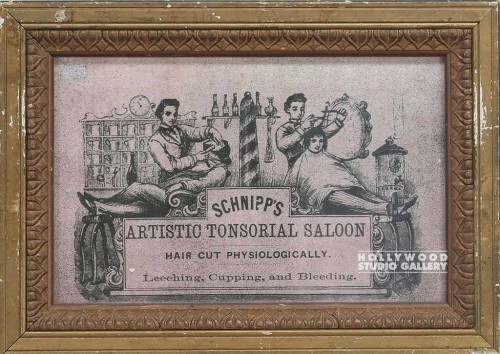 SCHNIPP'S
ARTISTIC TONSORIAL SALOON
HAIR CUT PHYSIOLOGICALLY.
Leeching, Cupping, and Bleeding.
HOLLYWOOD
STUDIO GALLERY